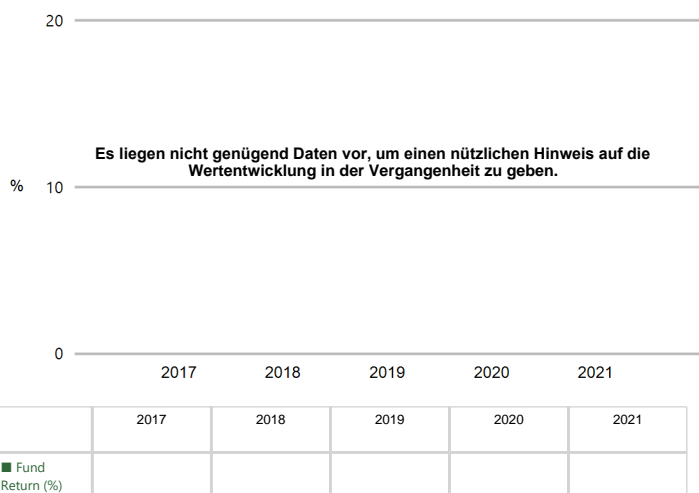 20
Es liegen nicht genügend Daten vor, um einen nützlichen Hinweis auf die
Wertentwicklung in der Vergangenheit zu geben.
% 10
0
2017 2018 2019 2020 2021
2017 2018 2019 2020 2021
■ Fund
Return (%)